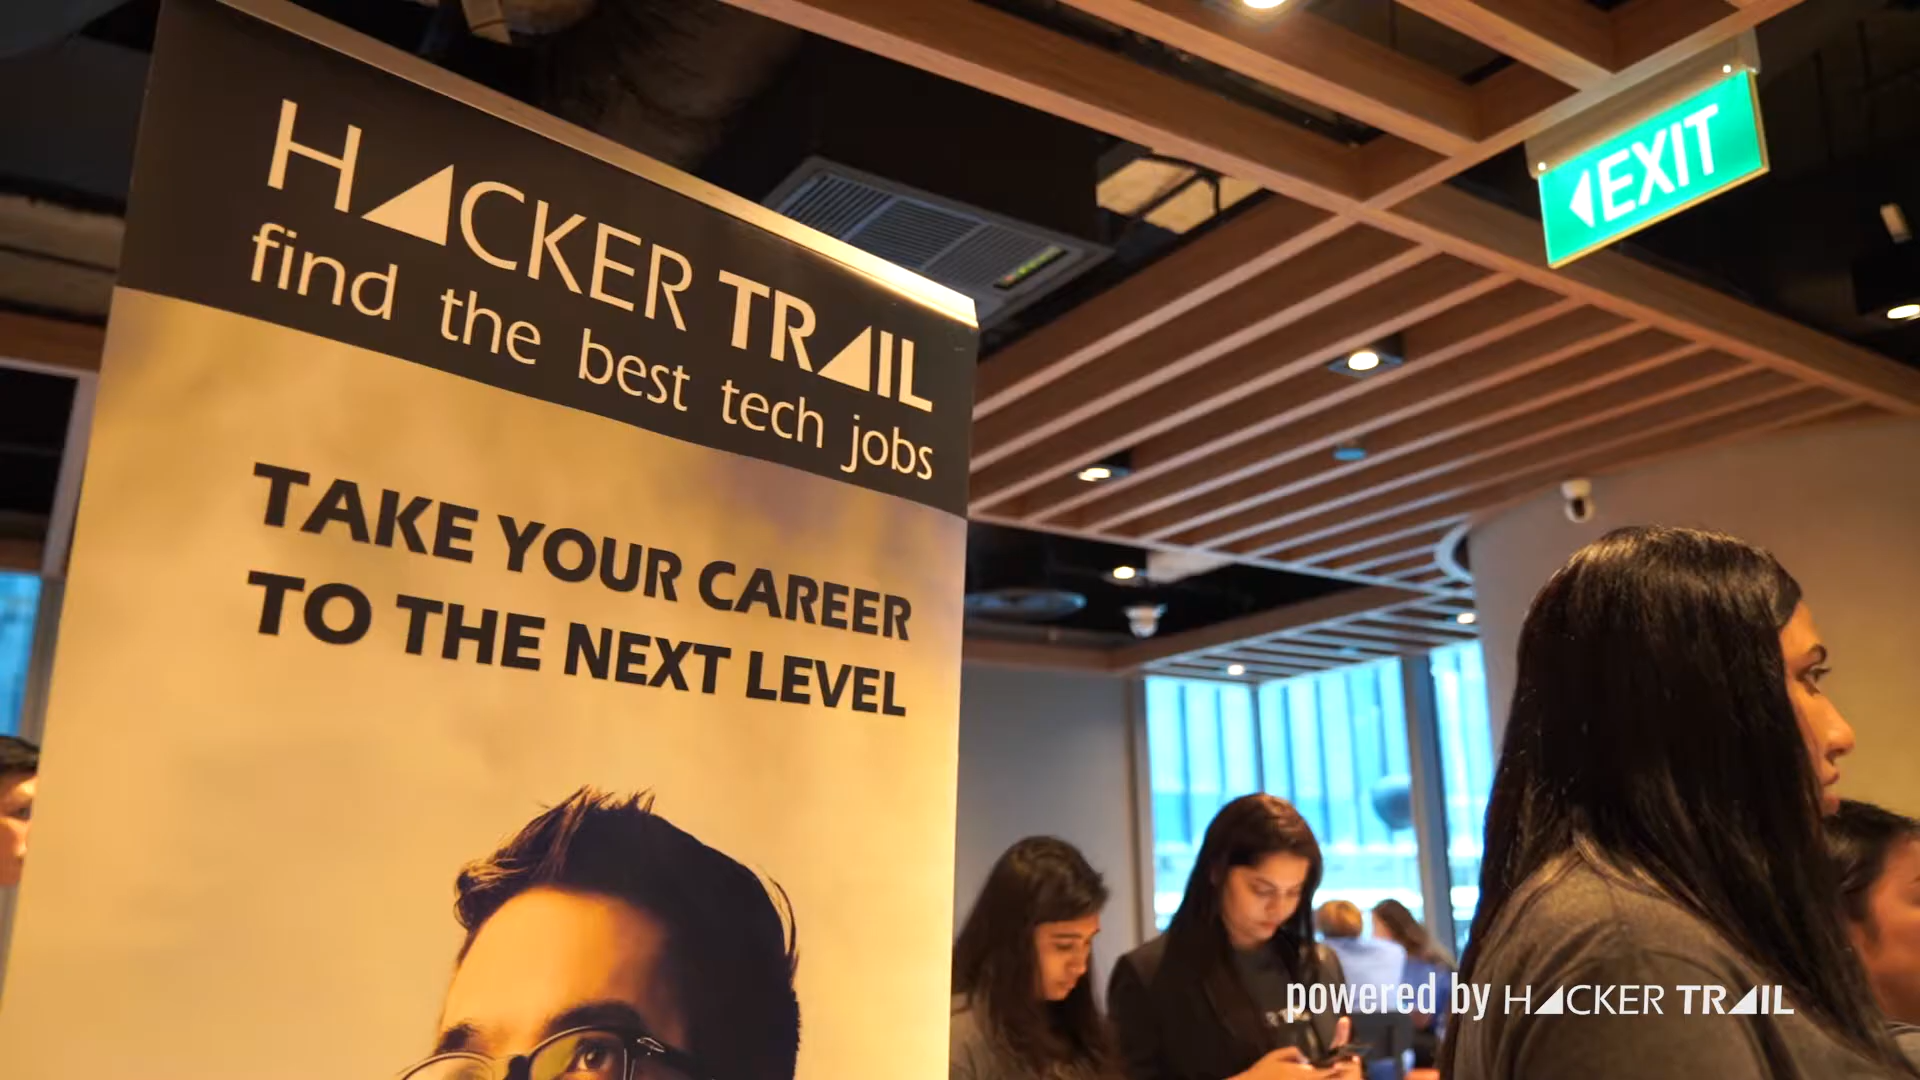 HACKER TRAIL
find the best tech jobs
TAKE YOUR CAREER
TO THE NEXT LEVEL
EXIT
powered by HACKER TRAIL